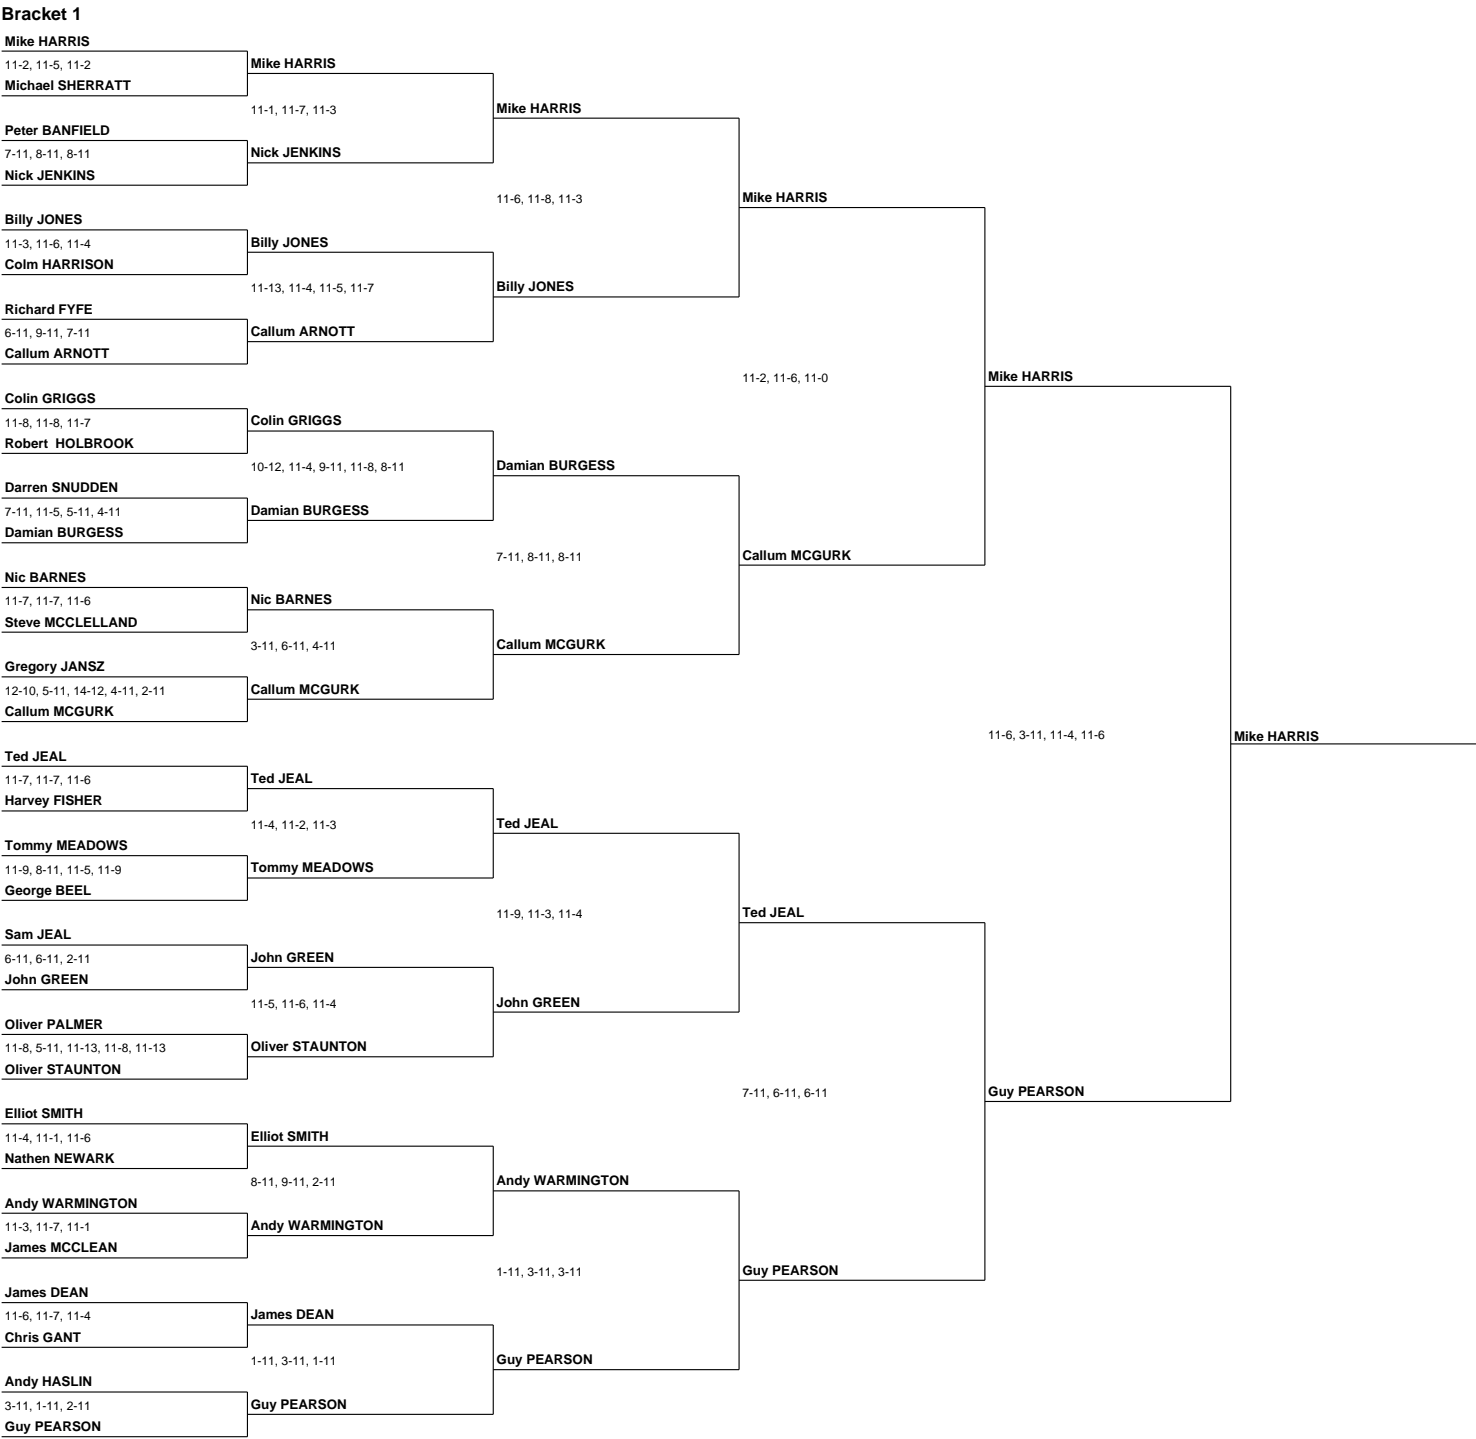 Bracket 1
Mike HARRIS
11-2, 11-5, 11-2
Michael SHERRATT
Peter BANFIELD
7-11, 8-11, 8-11
Nick JENKINS
Billy JONES
11-3, 11-6, 11-4
Colm HARRISON
Richard FYFE
6-11, 9-11, 7-11
Callum ARNOTT
Colin GRIGGS
11-8, 11-8, 11-7
Robert  HOLBROOK
Darren SNUDDEN
7-11, 11-5, 5-11, 4-11
Damian BURGESS
Nic BARNES
11-7, 11-7, 11-6
Steve MCCLELLAND
Gregory JANSZ
12-10, 5-11, 14-12, 4-11, 2-11
Callum MCGURK
Ted JEAL
11-7, 11-7, 11-6
Harvey FISHER
Tommy MEADOWS
11-9, 8-11, 11-5, 11-9
George BEEL
Sam JEAL
6-11, 6-11, 2-11
John GREEN
Oliver PALMER
11-8, 5-11, 11-13, 11-8, 11-13
Oliver STAUNTON
Elliot SMITH
11-4, 11-1, 11-6
Nathen NEWARK
Andy WARMINGTON
11-3, 11-7, 11-1
James MCCLEAN
James DEAN
11-6, 11-7, 11-4
Chris GANT
Andy HASLIN
3-11, 1-11, 2-11
Guy PEARSON
Mike HARRIS
11-1, 11-7, 11-3
Nick JENKINS
Billy JONES
11-13, 11-4, 11-5, 11-7
Callum ARNOTT
Colin GRIGGS
10-12, 11-4, 9-11, 11-8, 8-11
Damian BURGESS
Nic BARNES
3-11, 6-11, 4-11
Callum MCGURK
Ted JEAL
11-4, 11-2, 11-3
Tommy MEADOWS
John GREEN
11-5, 11-6, 11-4
Oliver STAUNTON
Elliot SMITH
8-11, 9-11, 2-11
Andy WARMINGTON
James DEAN
1-11, 3-11, 1-11
Guy PEARSON
Mike HARRIS
11-6, 11-8, 11-3
Billy JONES
Damian BURGESS
7-11, 8-11, 8-11
Callum MCGURK
Ted JEAL
11-9, 11-3, 11-4
John GREEN
Andy WARMINGTON
1-11, 3-11, 3-11
Guy PEARSON
Mike HARRIS
11-2, 11-6, 11-0
Callum MCGURK
Ted JEAL
7-11, 6-11, 6-11
Guy PEARSON
Mike HARRIS
11-6, 3-11, 11-4, 11-6
Guy PEARSON
Mike HARRIS